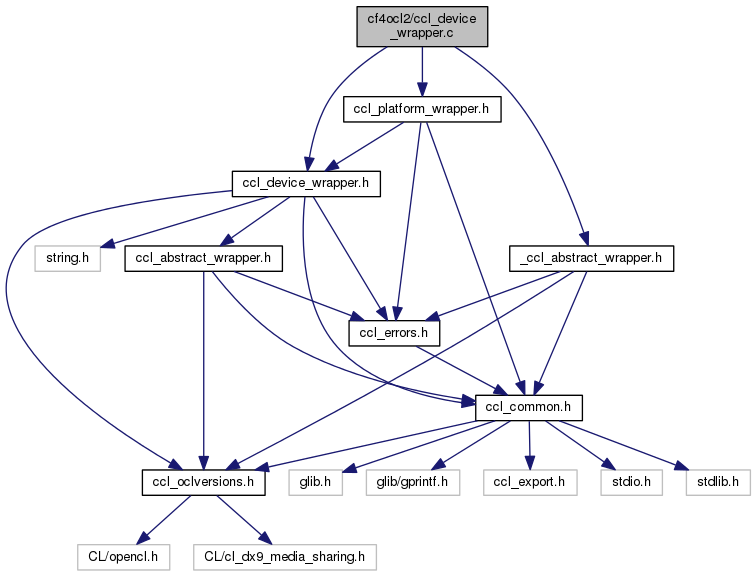 cf4ocl2/ccl_device
_wrapper.c
ccl_platform_wrapper.h
ccl_device_wrapper.h
string.h
ccl_abstract_wrapper.h
_ccl_abstract_wrapper.h
ccl_errors.h
ccl_common.h
ccl_oclversions.h
glib.h
glib/gprintf.h
ccl_export.h
stdio.h
stdlib.h
CL/opencl.h
CL/cl_dx9_media_sharing.h